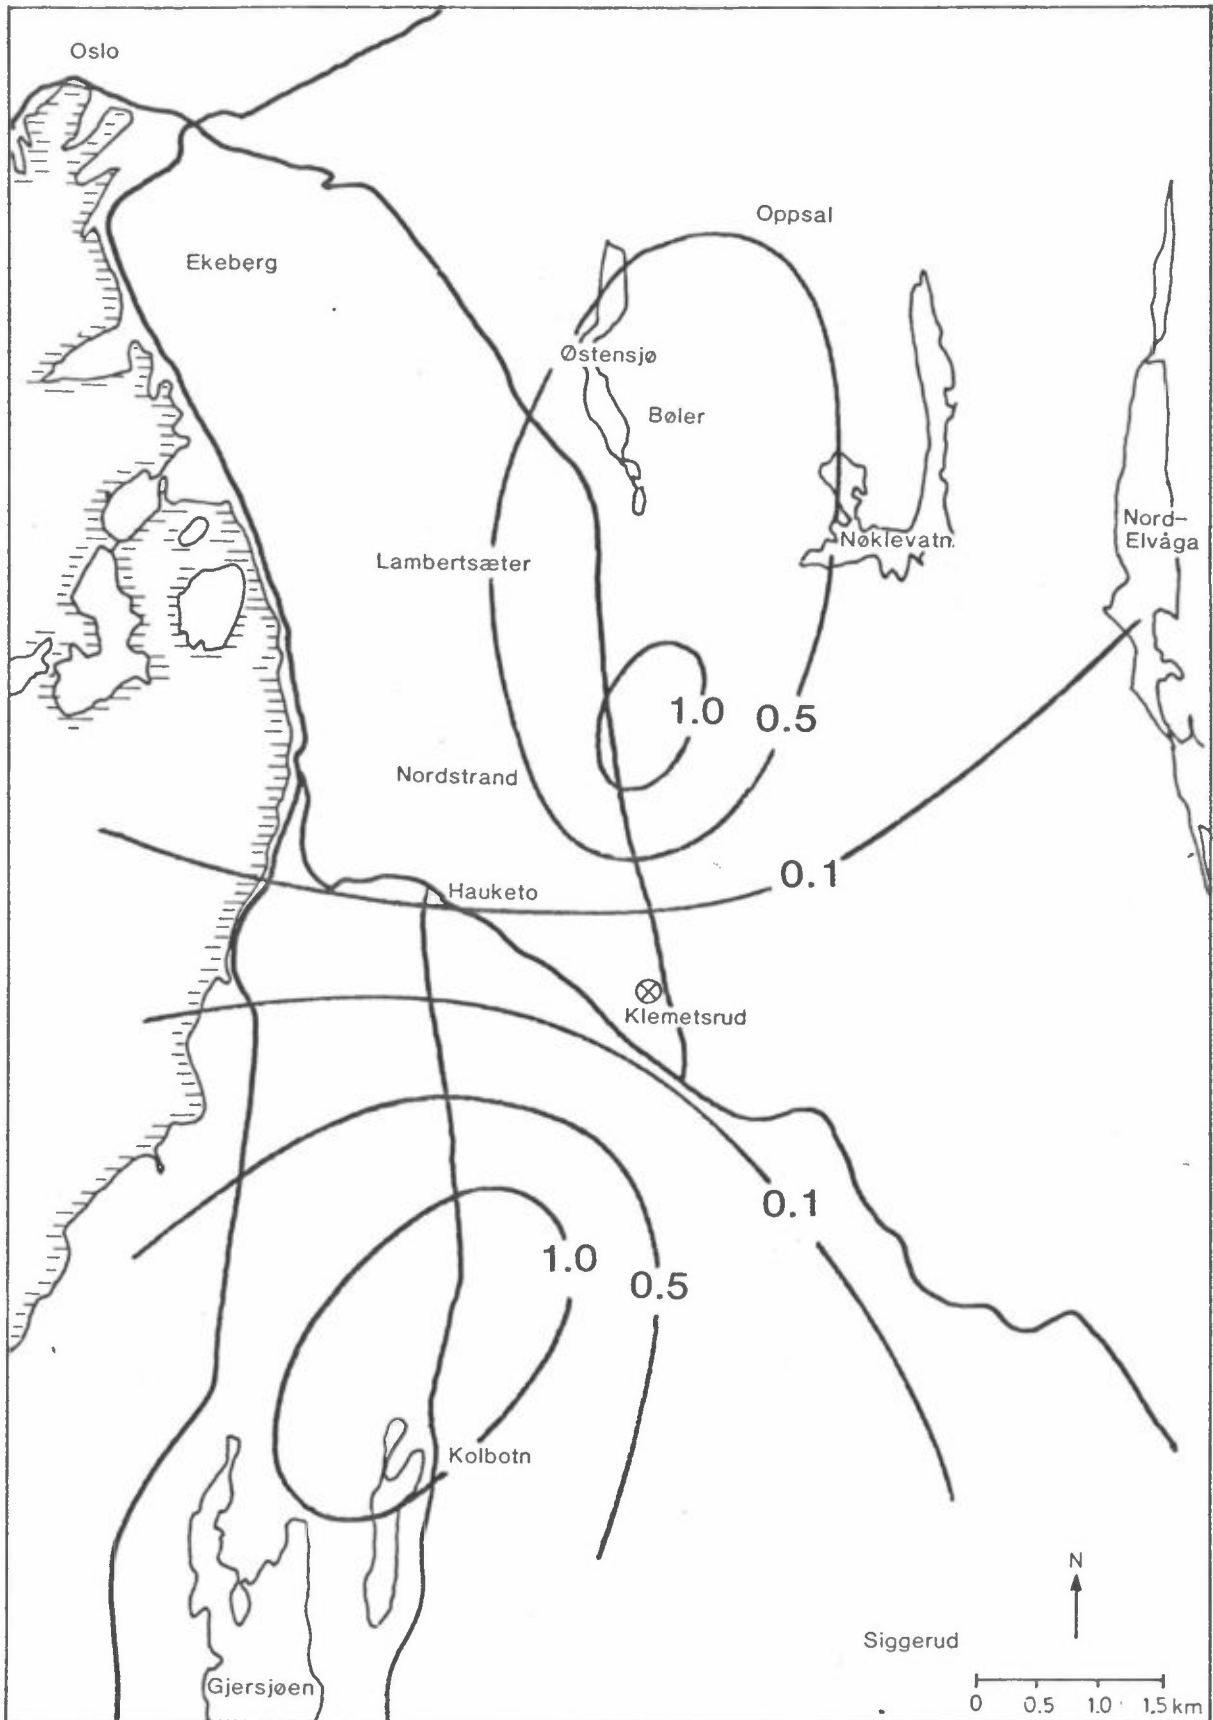 Oslo
Oppsal
Ekeberg
Østensjø
Bøler
Nord-
Elvåga
Nøklevatn.
Lambertsæter
1.0
0.5
Nordstrand
0.1
Hauketo
Klemetsrud
0.1
1.0
0.5
Kolbotn
N
Siggerud
Gjersjøen
0
0.5
1.0
1.5 km